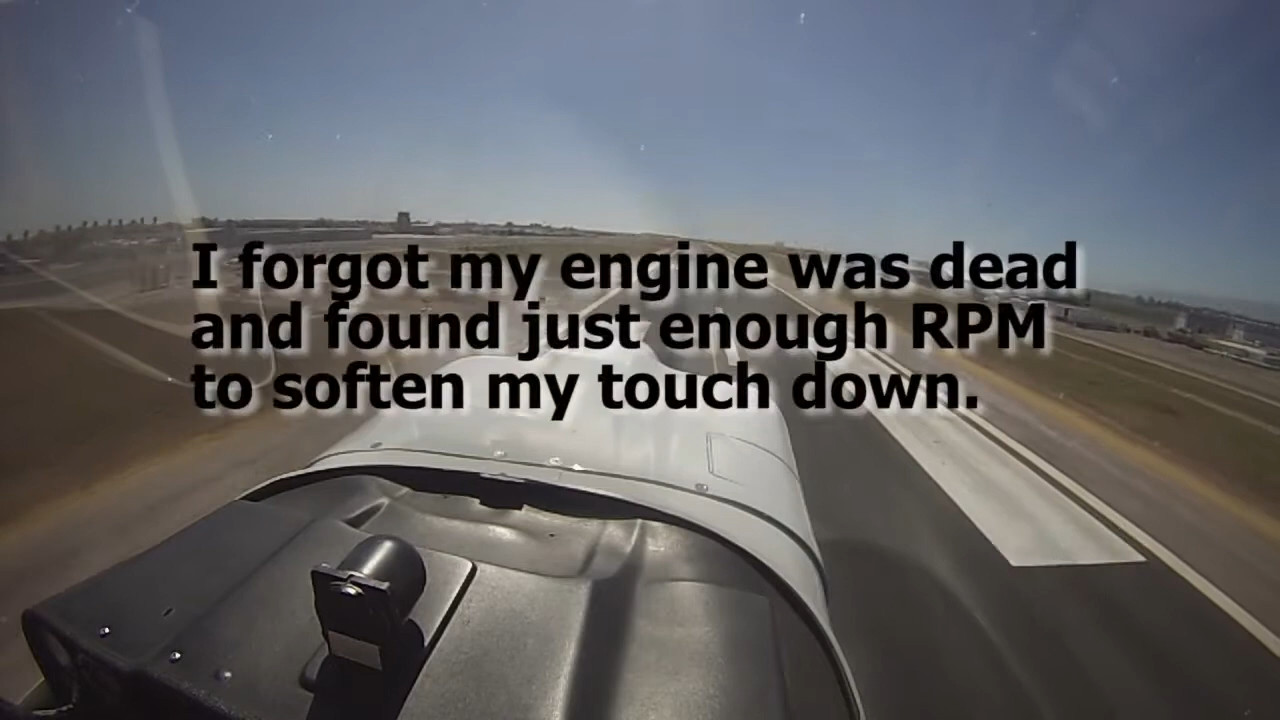 I forgot my engine was dead
and found just enough RPM
to soften my touch down.